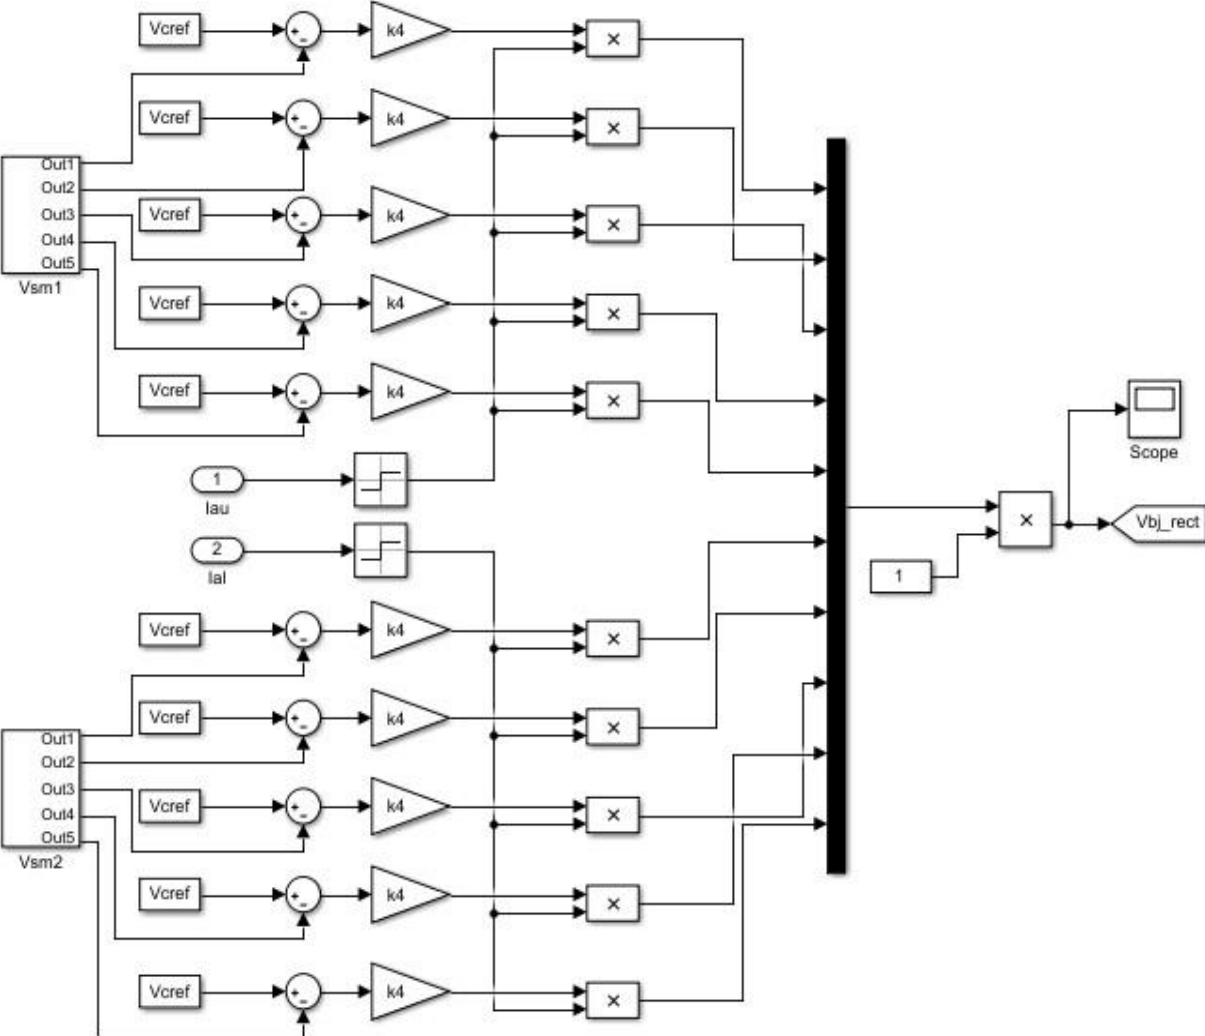 Vcref
k4
×
Vcref
k4
×
Out1
Out2
Out3
Out4
Out5
Vsm1
Vcref
k4
×
Vcref
k4
×
Vcref
k4
×
1
Iau
2
Ial
Scope
×
Vbj_rect
1
Vcref
k4
×
Vcref
k4
×
Out1
Out2
Out3
Out4
Out5
Vsm2
Vcref
k4
×
Vcref
k4
×
Vcref
k4
×